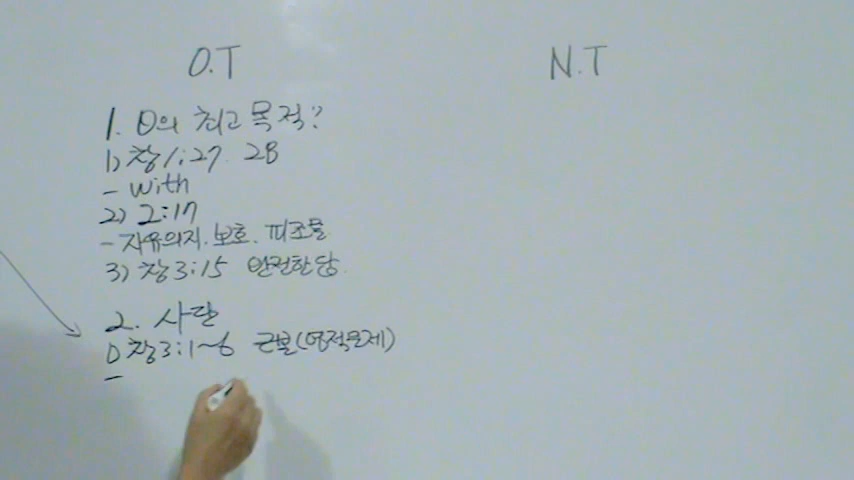 O.T
N.T
1. Θ의 최고 목적?
1) 창 1:27. 28
- with
2) 2:17
- 자유의지. 보호. 피조물
3) 창 3:15 완전한 답.
2. 사단
1) 창 3:1~6 근본(영적문제)
-